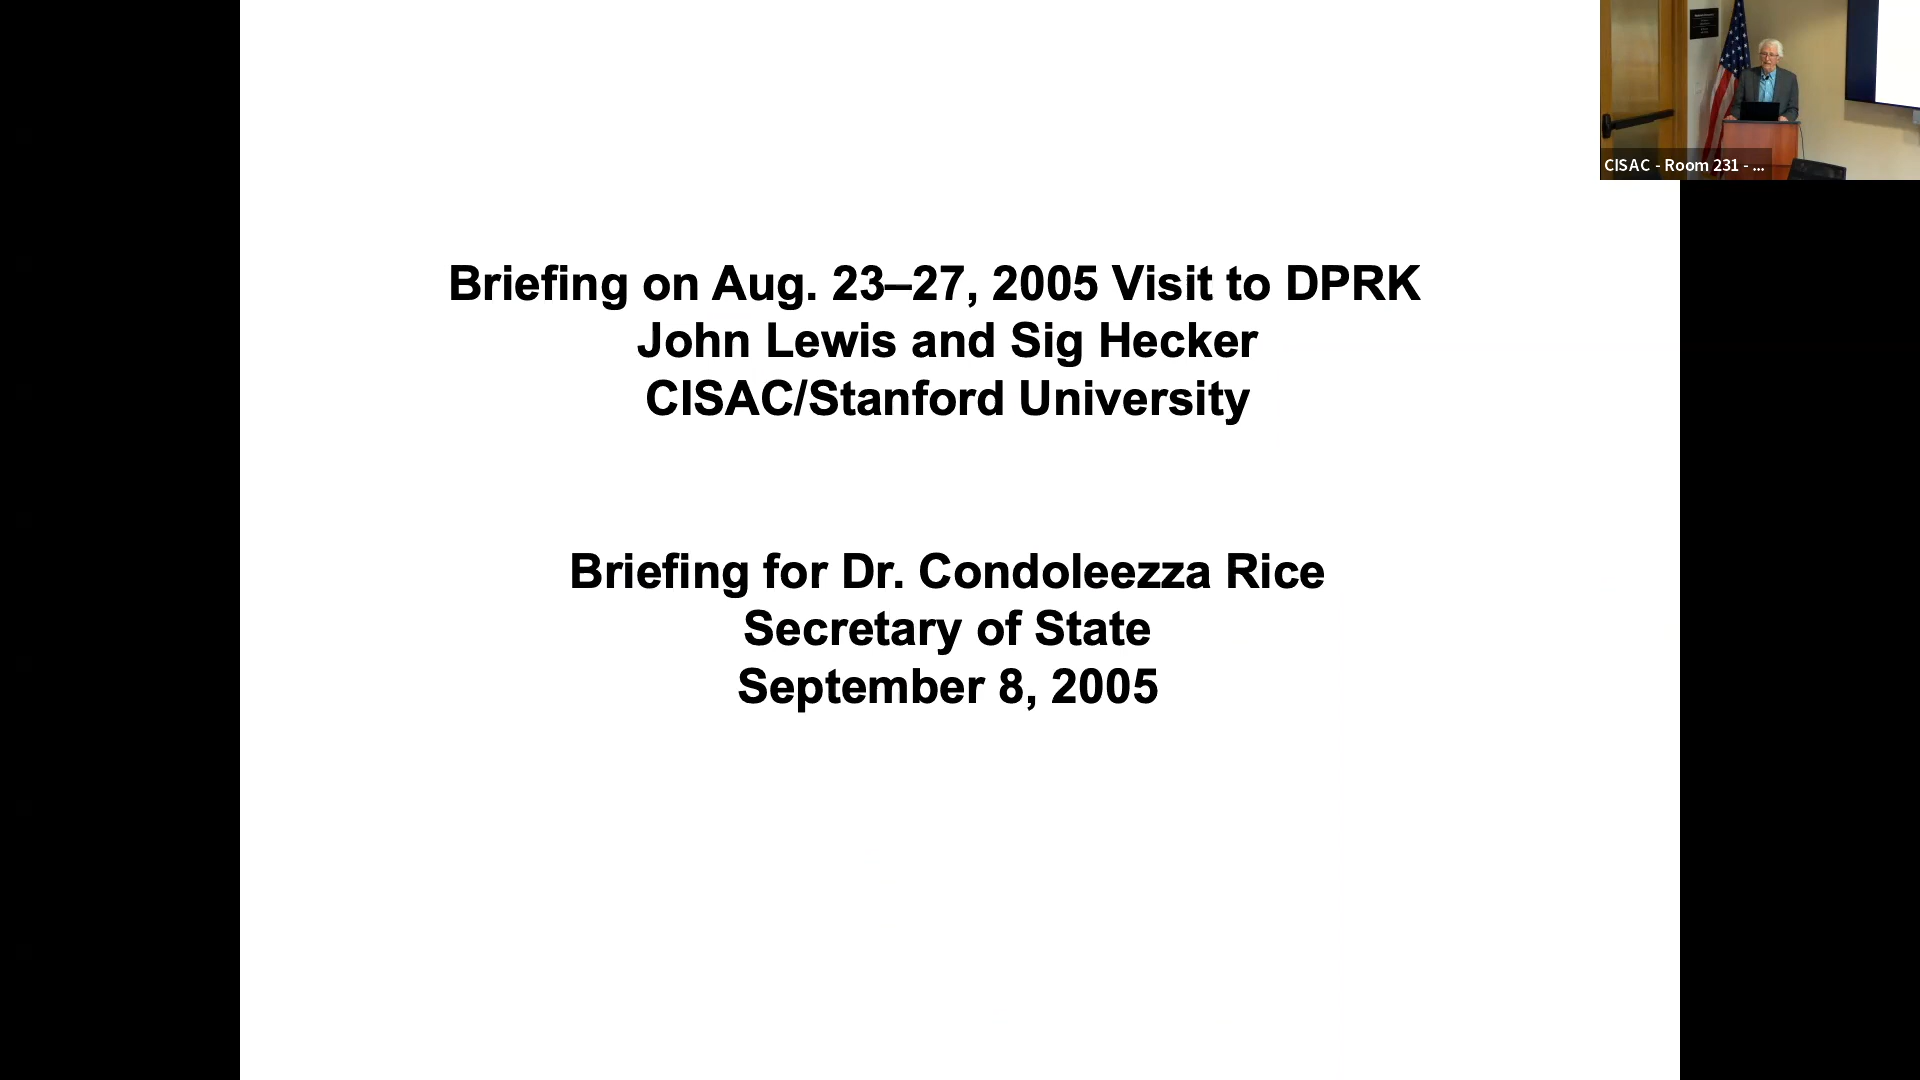 Briefing on Aug. 23–27, 2005 Visit to DPRK
John Lewis and Sig Hecker
CISAC/Stanford University
Briefing for Dr. Condoleezza Rice
Secretary of State
September 8, 2005
CISAC - Room 231 - ...